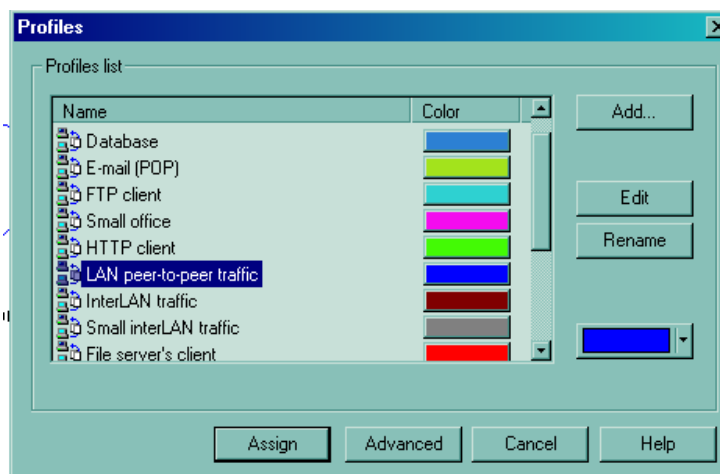 Profiles
Profiles list
Name Color
Add...
Database
E-mail (POP)
FTP client
Edit
Small office
Rename
HTTP client
LAN peer-to-peer traffic
InterLAN traffic
Small interLAN traffic
File server's client
Assign Advanced Cancel Help